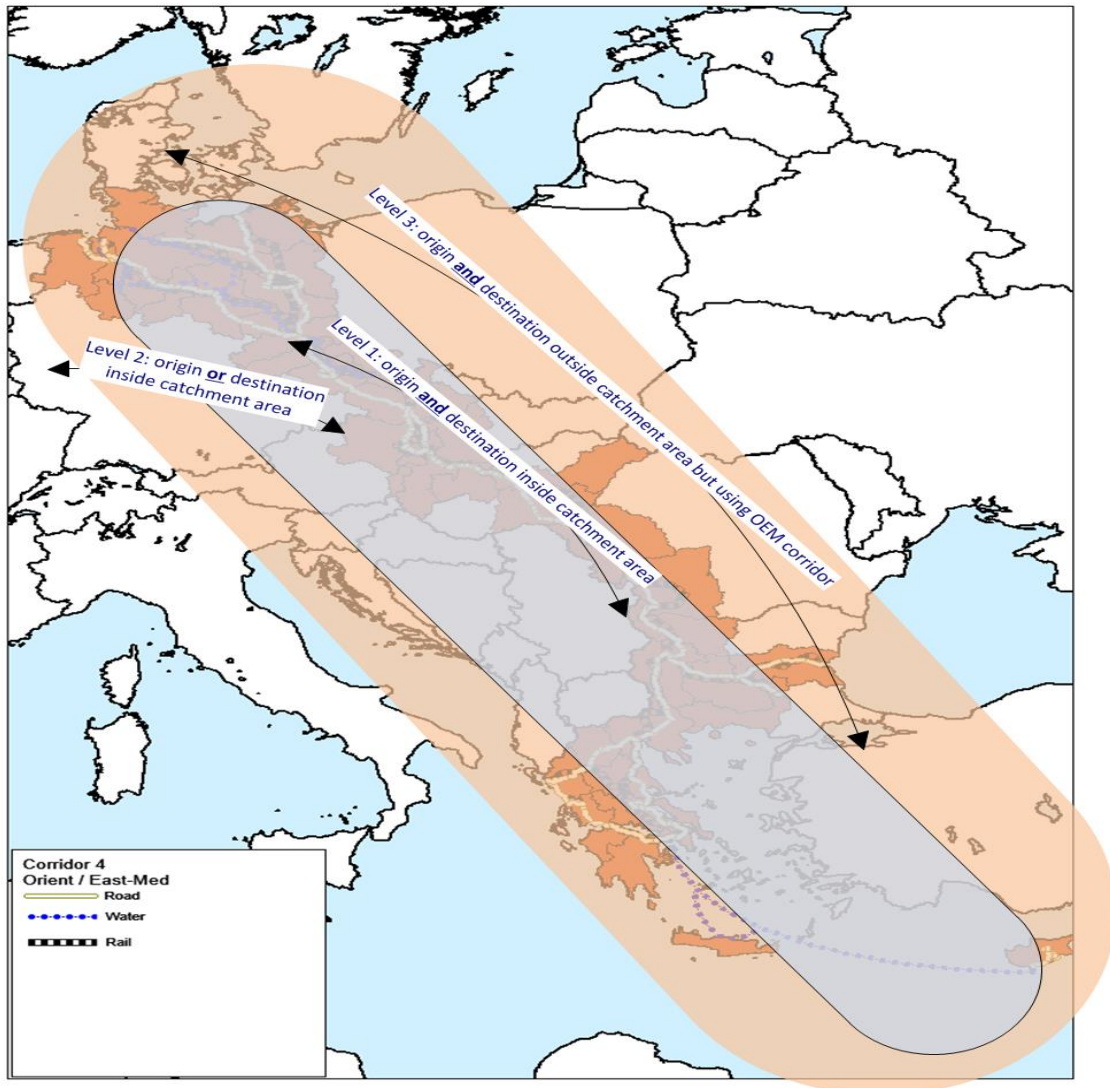 Level 3: origin and destination outside catchment area but using OEM corridor
Level 1: origin and destination inside catchment area
Level 2: origin or destination
inside catchment area
Corridor 4
Orient / East-Med
Road
Water
Rail